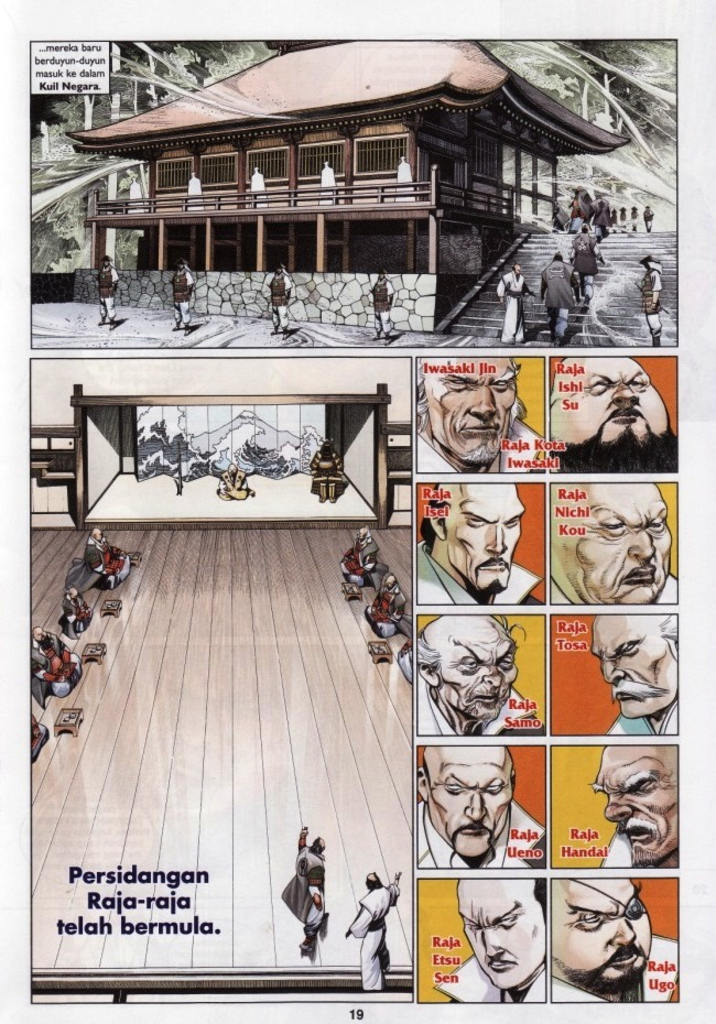 ...mereka baru
berduyun-duyun
masuk ke dalam
Kuil Negara.
Iwasaki Jin
Raja Kota
Iwasaki
Raja
Ishi-
Su
Raja
Isei
Raja
Nichi
Kou
Raja
Samo
Raja
Tosa
Raja
Ueno
Raja
Handai
Raja
Etsu
Sen
Raja
Ugo
Persidangan
Raja-raja
telah bermula.
19